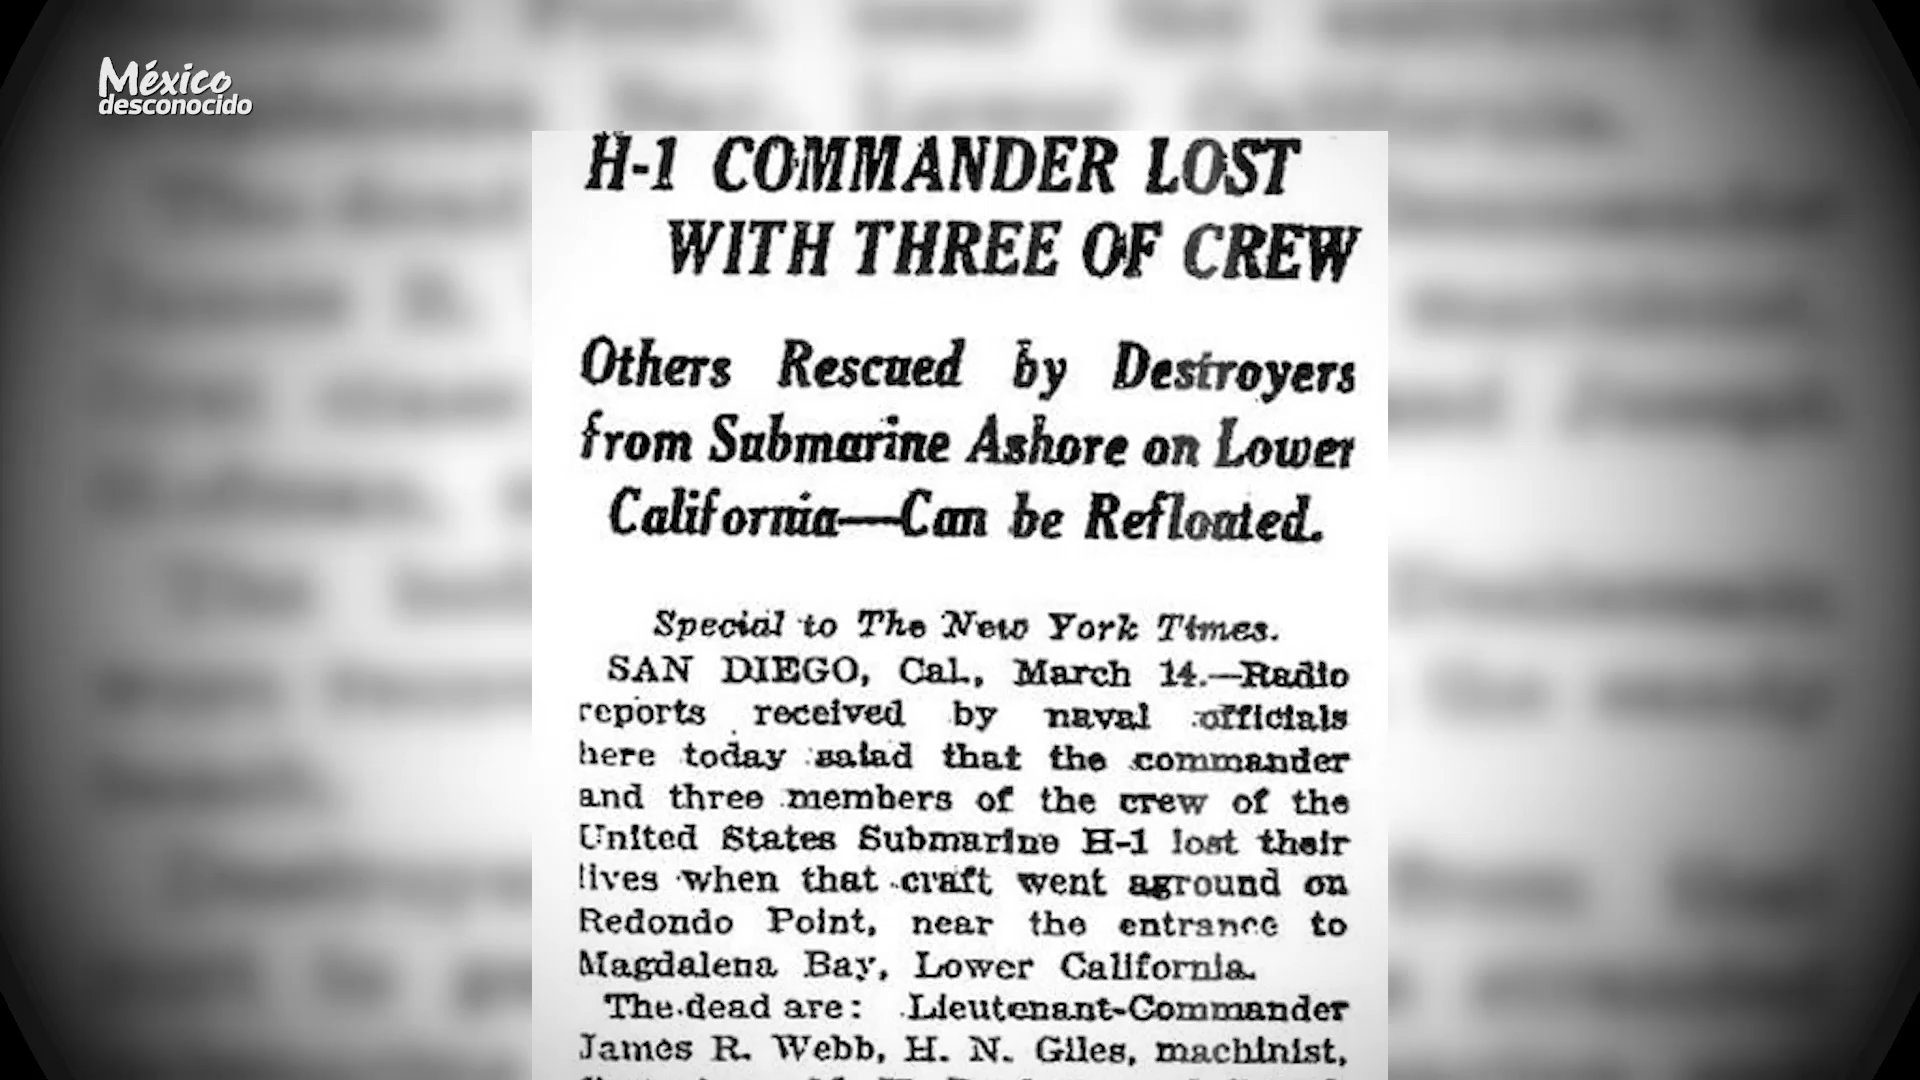 México
desconocido
H-1 COMMANDER LOST
WITH THREE OF CREW
Others Rescued by Destroyers
from Submarine Ashore on Lower
California—Can be Refloated.
Special to The New York Times.
SAN DIEGO, Cal., March 14.—Radio
reports received by naval officials
here today said that the commander
and three members of the crew of the
United States Submarine H-1 lost their
lives when that craft went aground on
Redondo Point, near the entrance to
Magdalena Bay, Lower California.
The dead are: Lieutenant-Commander
James R. Webb, H. N. Giles, machinist,